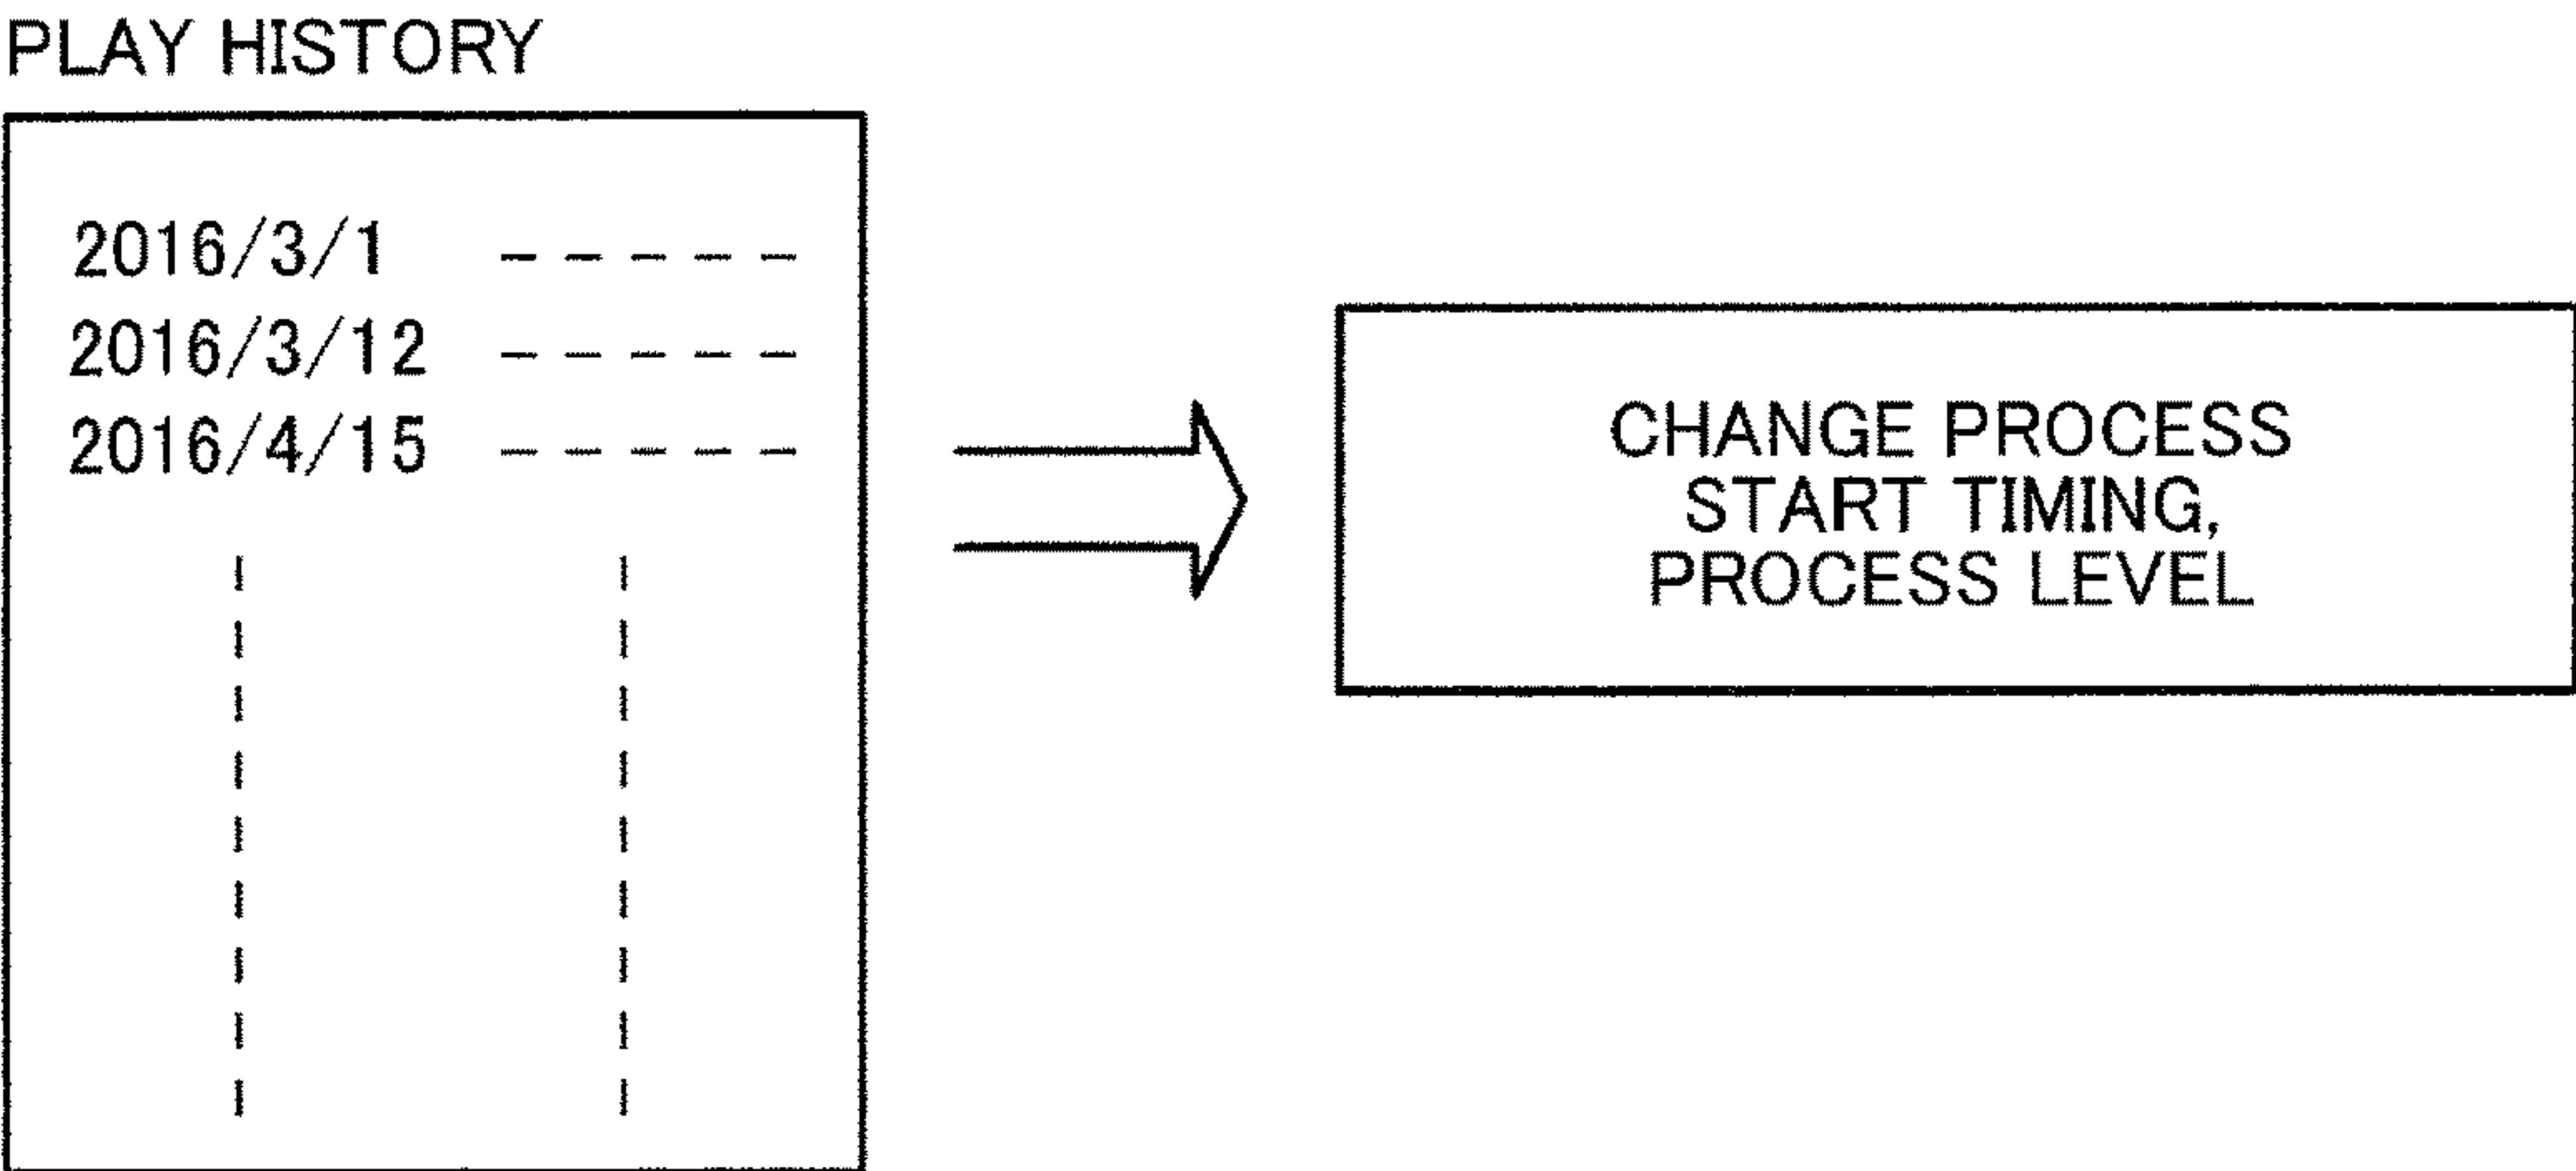 PLAY HISTORY
2016/3/1 - - - - -
2016/3/12 - - - - -
2016/4/15 - - - - -
CHANGE PROCESS
START TIMING,
PROCESS LEVEL